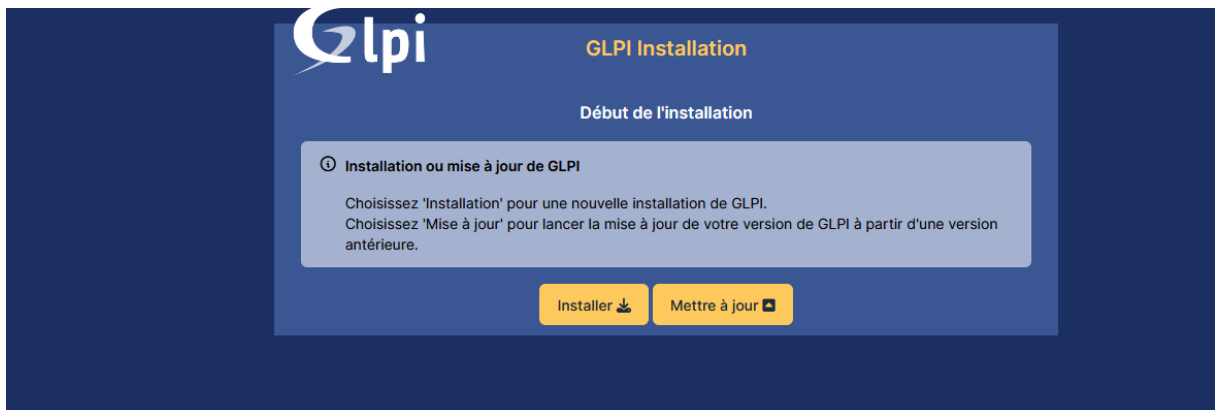 Glpi
GLPI Installation
Début de l'installation
Installation ou mise à jour de GLPI
Choisissez 'Installation' pour une nouvelle installation de GLPI.
Choisissez 'Mise à jour' pour lancer la mise à jour de votre version de GLPI à partir d'une version
antérieure.
Installer
Mettre à jour